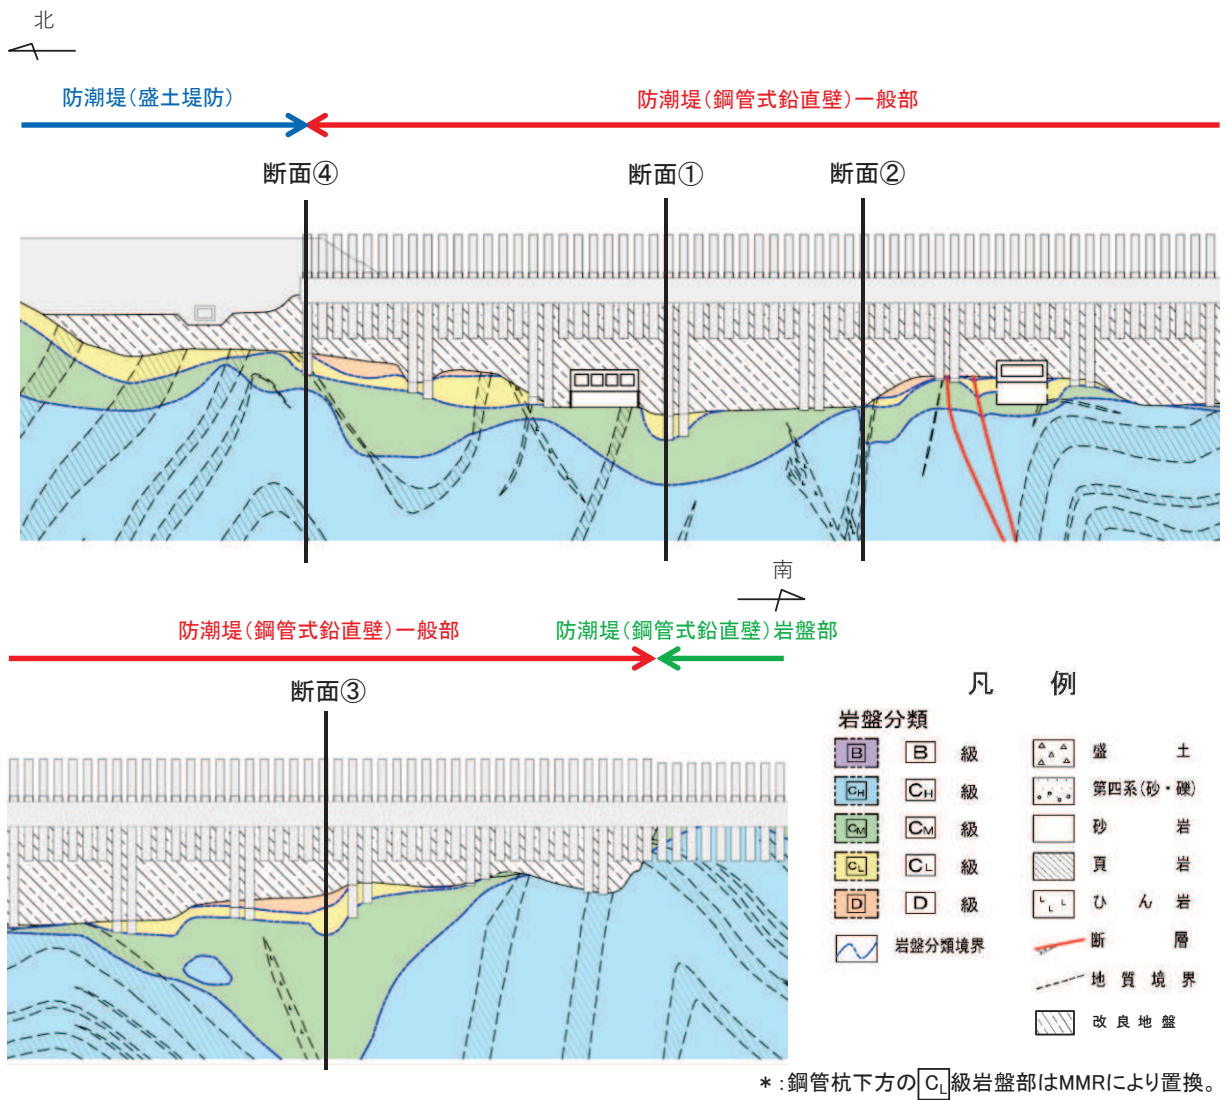 北
防潮堤(盛土堤防)
防潮堤(鋼管式鉛直壁)一般部
断面④
断面①
断面②
南
防潮堤(鋼管式鉛直壁)一般部
防潮堤(鋼管式鉛直壁)岩盤部
断面③
凡 例
岩盤分類
B B 級
CH CH 級
CM CM 級
CL CL 級
D D 級
岩盤分類境界
盛 土
第四系(砂・礫)
砂 岩
頁 岩
ひ ん 岩
断 層
地 質 境 界
改 良 地 盤
*:鋼管杭下方のCL級岩盤部はMMRにより置換。